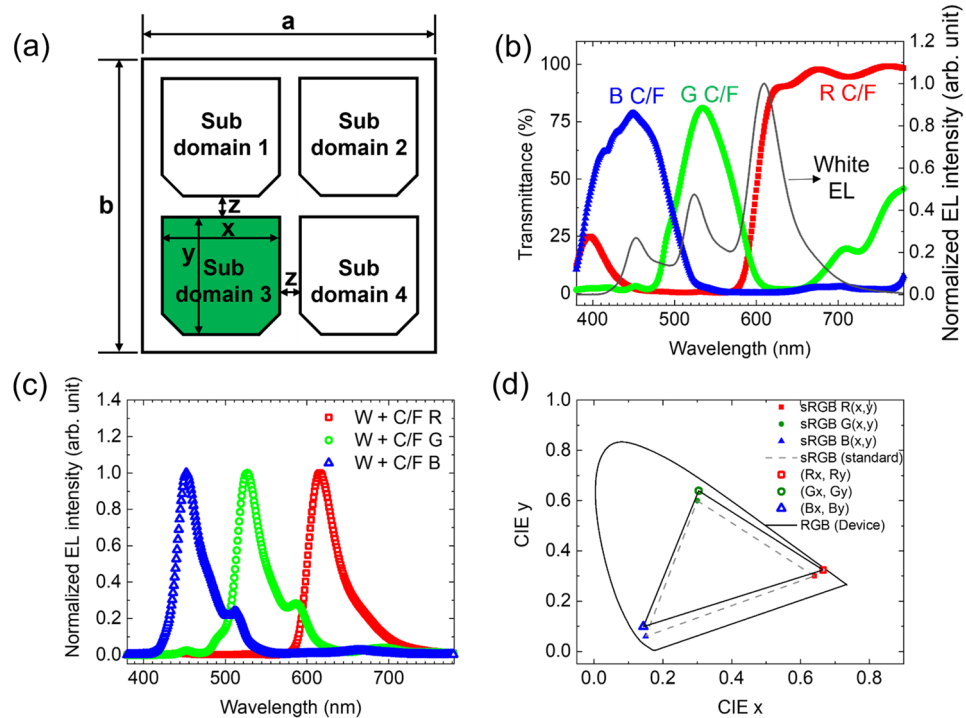 (a)
a
b
Sub
domain 1
Sub
domain 2
z
x
y
Sub
domain 3
z
Sub
domain 4
(b)
Transmittance (%)
100
75
50
25
0
B C/F
G C/F
R C/F
White
EL
1.2
1.0
0.8
0.6
0.4
0.2
0.0
Normalized EL intensity (arb. unit)
400
500
600
700
Wavelength (nm)
(c)
Normalized EL intensity (arb. unit)
1.4
1.2
1.0
0.8
0.6
0.4
0.2
0.0
W + C/F R
W + C/F G
W + C/F B
400
500
600
700
Wavelength (nm)
(d)
CIE y
1.0
0.8
0.6
0.4
0.2
0.0
sRGB R(x,y)
sRGB G(x,y)
sRGB B(x,y)
sRGB (standard)
(Rx, Ry)
(Gx, Gy)
(Bx, By)
RGB (Device)
0.0
0.2
0.4
0.6
0.8
CIE x